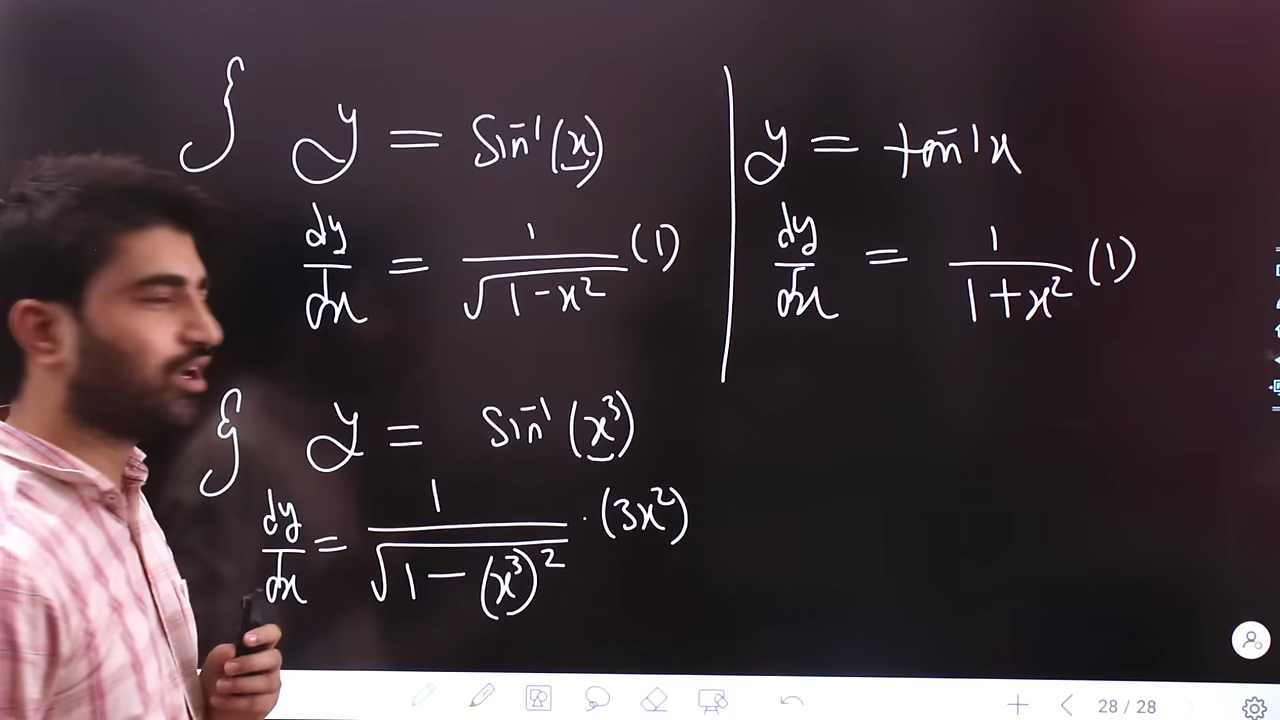 ∫ y = Sin⁻¹(x)
dy/dx = 1/√(1-x²) (1)
y = tan⁻¹x
dy/dx = 1/(1+x²) (1)
∫ y = Sin⁻¹(x³)
dy/dx = 1/√(1-(x³)²) · (3x²)
28 / 28